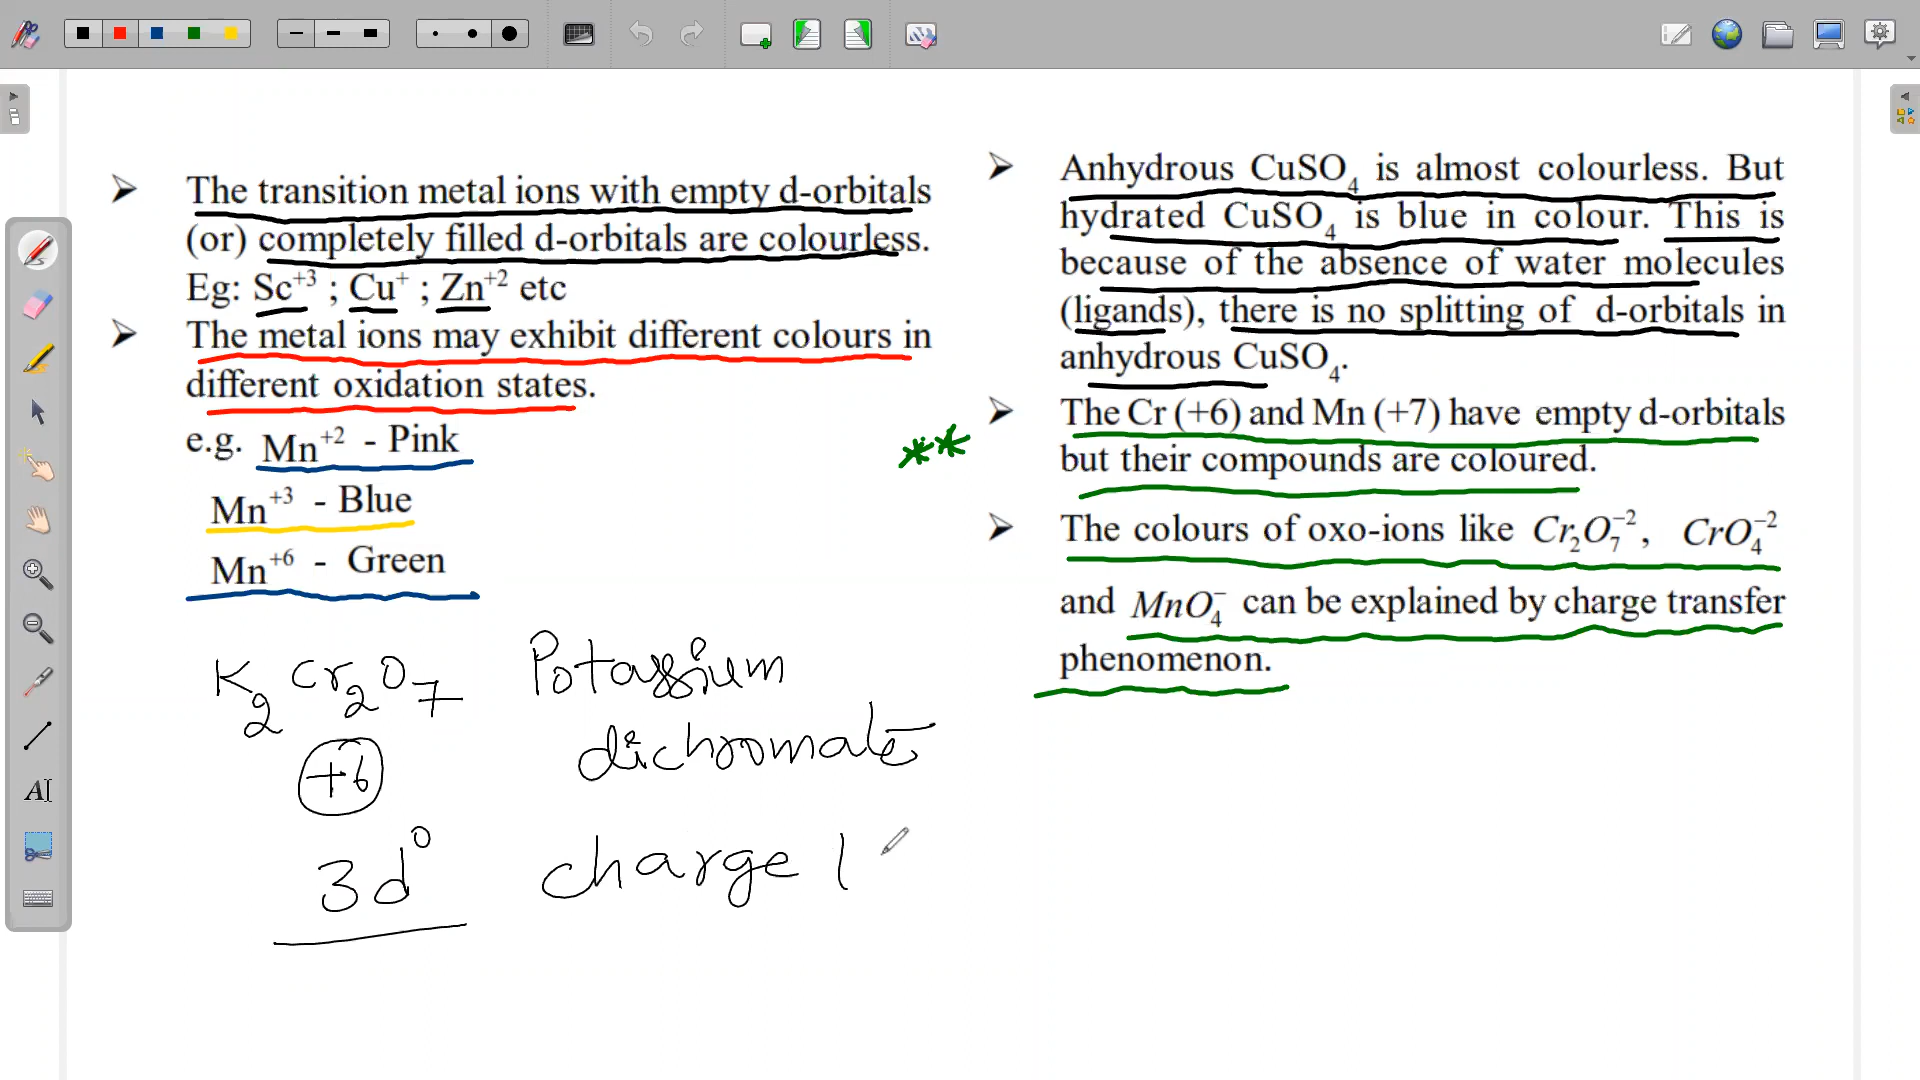 The transition metal ions with empty d-orbitals
(or) completely filled d-orbitals are colourless.
Eg: Sc⁺³ ; Cu⁺ ; Zn⁺² etc
The metal ions may exhibit different colours in
different oxidation states.
e.g. Mn⁺² - Pink
Mn⁺³ - Blue
Mn⁺⁶ - Green
K₂Cr₂O₇ Potassium
dichromate
+6
3d⁰ charge
Anhydrous CuSO₄ is almost colourless. But
hydrated CuSO₄ is blue in colour. This is
because of the absence of water molecules
(ligands), there is no splitting of d-orbitals in
anhydrous CuSO₄.
** The Cr (+6) and Mn (+7) have empty d-orbitals
but their compounds are coloured.
The colours of oxo-ions like Cr₂O₇⁻², CrO₄⁻²
and MnO₄⁻ can be explained by charge transfer
phenomenon.